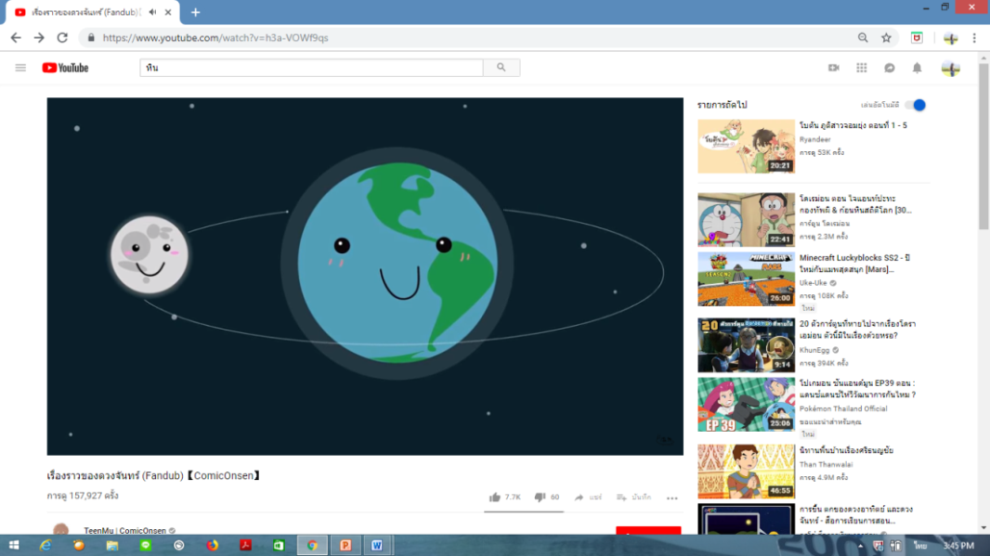 เรื่องราวของดวงจันทร์ (Fandub)
https://www.youtube.com/watch?v=h3a-VOWf9qs
YouTube
หิน
รายการถัดไป
เล่นอัตโนมัติ
โบตัน ภูติสาวจอมยุ่ง ตอนที่ 1 - 5
Ryandeer
การดู 53K ครั้ง
20:21
โดเรม่อน ตอน ไจแอนท์ปะทะ
กองทัพผี & ก้อนหินสถิติโลก [30...
การ์ตูน โดเรม่อน
การดู 2.3M ครั้ง
22:41
Minecraft Luckyblocks SS2 - ปี
ใหม่กับแมพสุดสนุก [Mars]...
Uke-Uke
การดู 108K ครั้ง
ใหม่
26:00
20 ตัวการ์ตูนที่หายไปจากเรื่องโดรา
เอม่อน ตัวนี้มีในเรื่องด้วยหรอ?
KhunEgg
การดู 394K ครั้ง
20
9:14
โปเกมอน ซันแอนด์มูน EP39 ตอน :
แดนซ์แดนซ์ให้วิวัฒนาการกันไหม ?
Pokémon Thailand Official
ขอแนะนำสำหรับคุณ
ใหม่
EP 39
25:06
นิทานพื้นบ้านเรื่องศรีธนญชัย
Than Thanwalai
การดู 4.9M ครั้ง
46:55
การขึ้น ตกของดวงอาทิตย์ และดวง
จันทร์ - สื่อการเรียนการสอน...
เรื่องราวของดวงจันทร์ (Fandub)【ComicOnsen】
การดู 157,927 ครั้ง
7.7K
60
แชร์
บันทึก
TeenMu | ComicOnsen
ไทย
3:45 PM